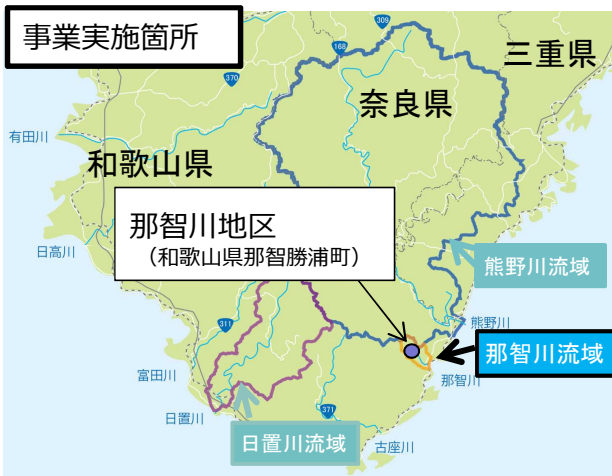 事業実施箇所
309
168
三重県
370
奈良県
有田川
和歌山県
那智川地区
（和歌山県那智勝浦町）
日高川
熊野川流域
311
熊野川
那智川流域
富田川
那智川
日置川
371
日置川流域
古座川